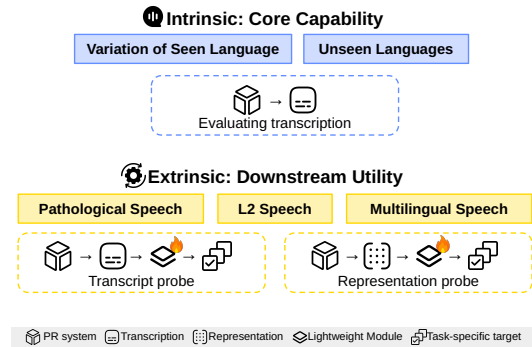 Intrinsic: Core Capability
Variation of Seen Language
Unseen Languages
Evaluating transcription
Extrinsic: Downstream Utility
Pathological Speech
L2 Speech
Multilingual Speech
Transcript probe
Representation probe
PR system Transcription Representation Lightweight Module Task-specific target